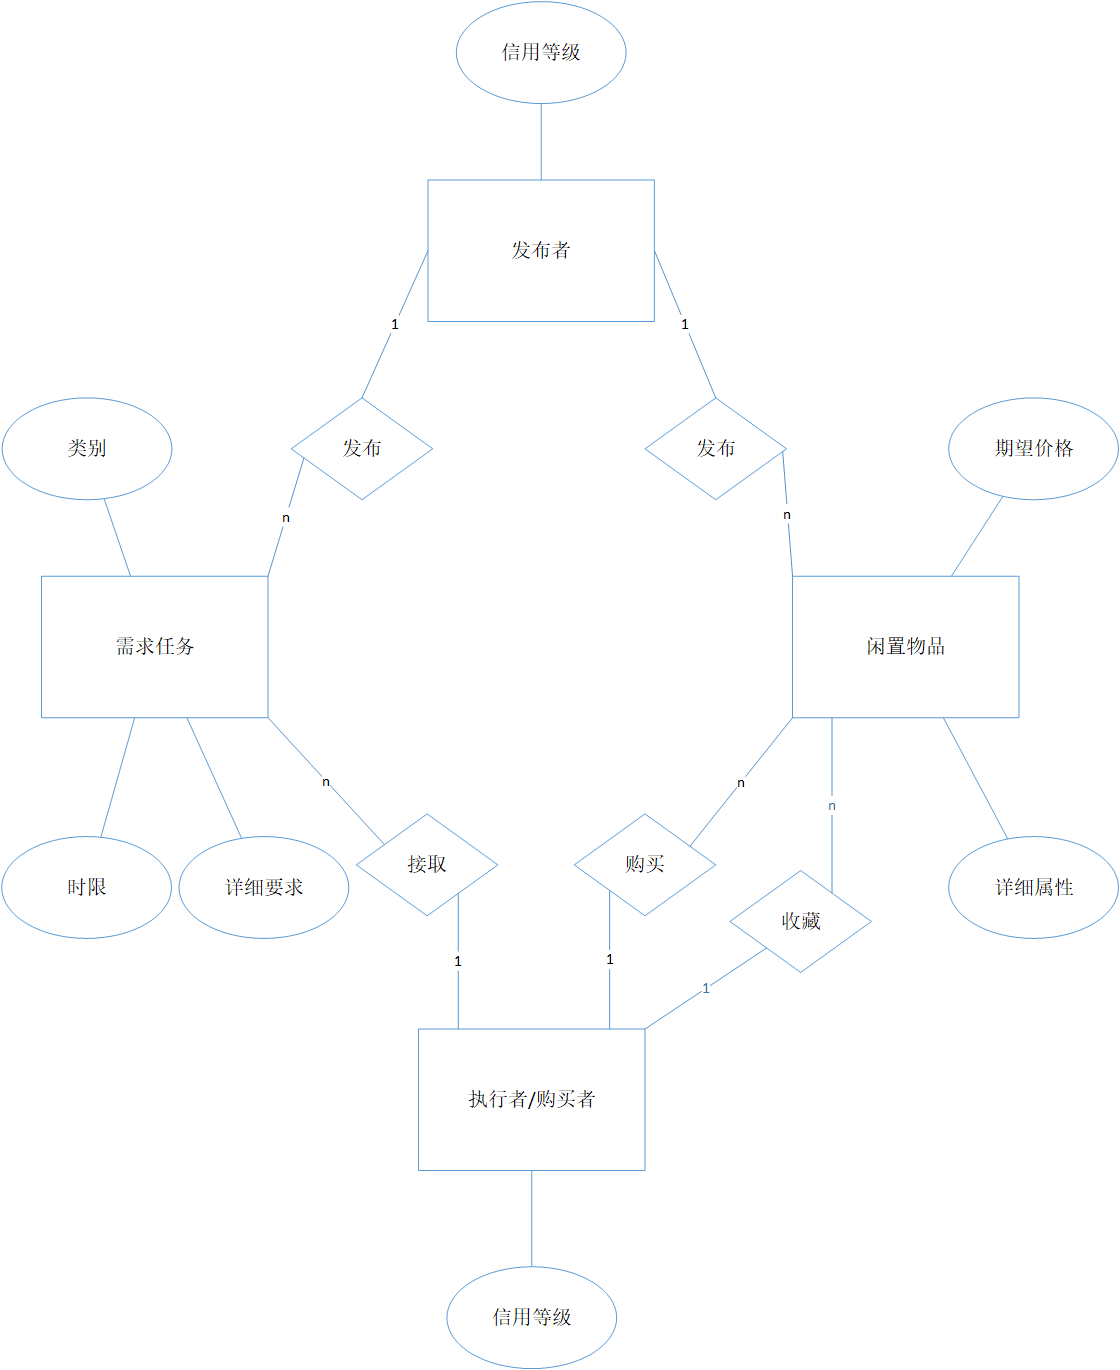 信用等级
发布者
1
1
类别
发布
发布
期望价格
n
n
需求任务
闲置物品
n
n
n
时限
详细要求
接取
购买
收藏
详细属性
1
1
1
执行者/购买者
信用等级